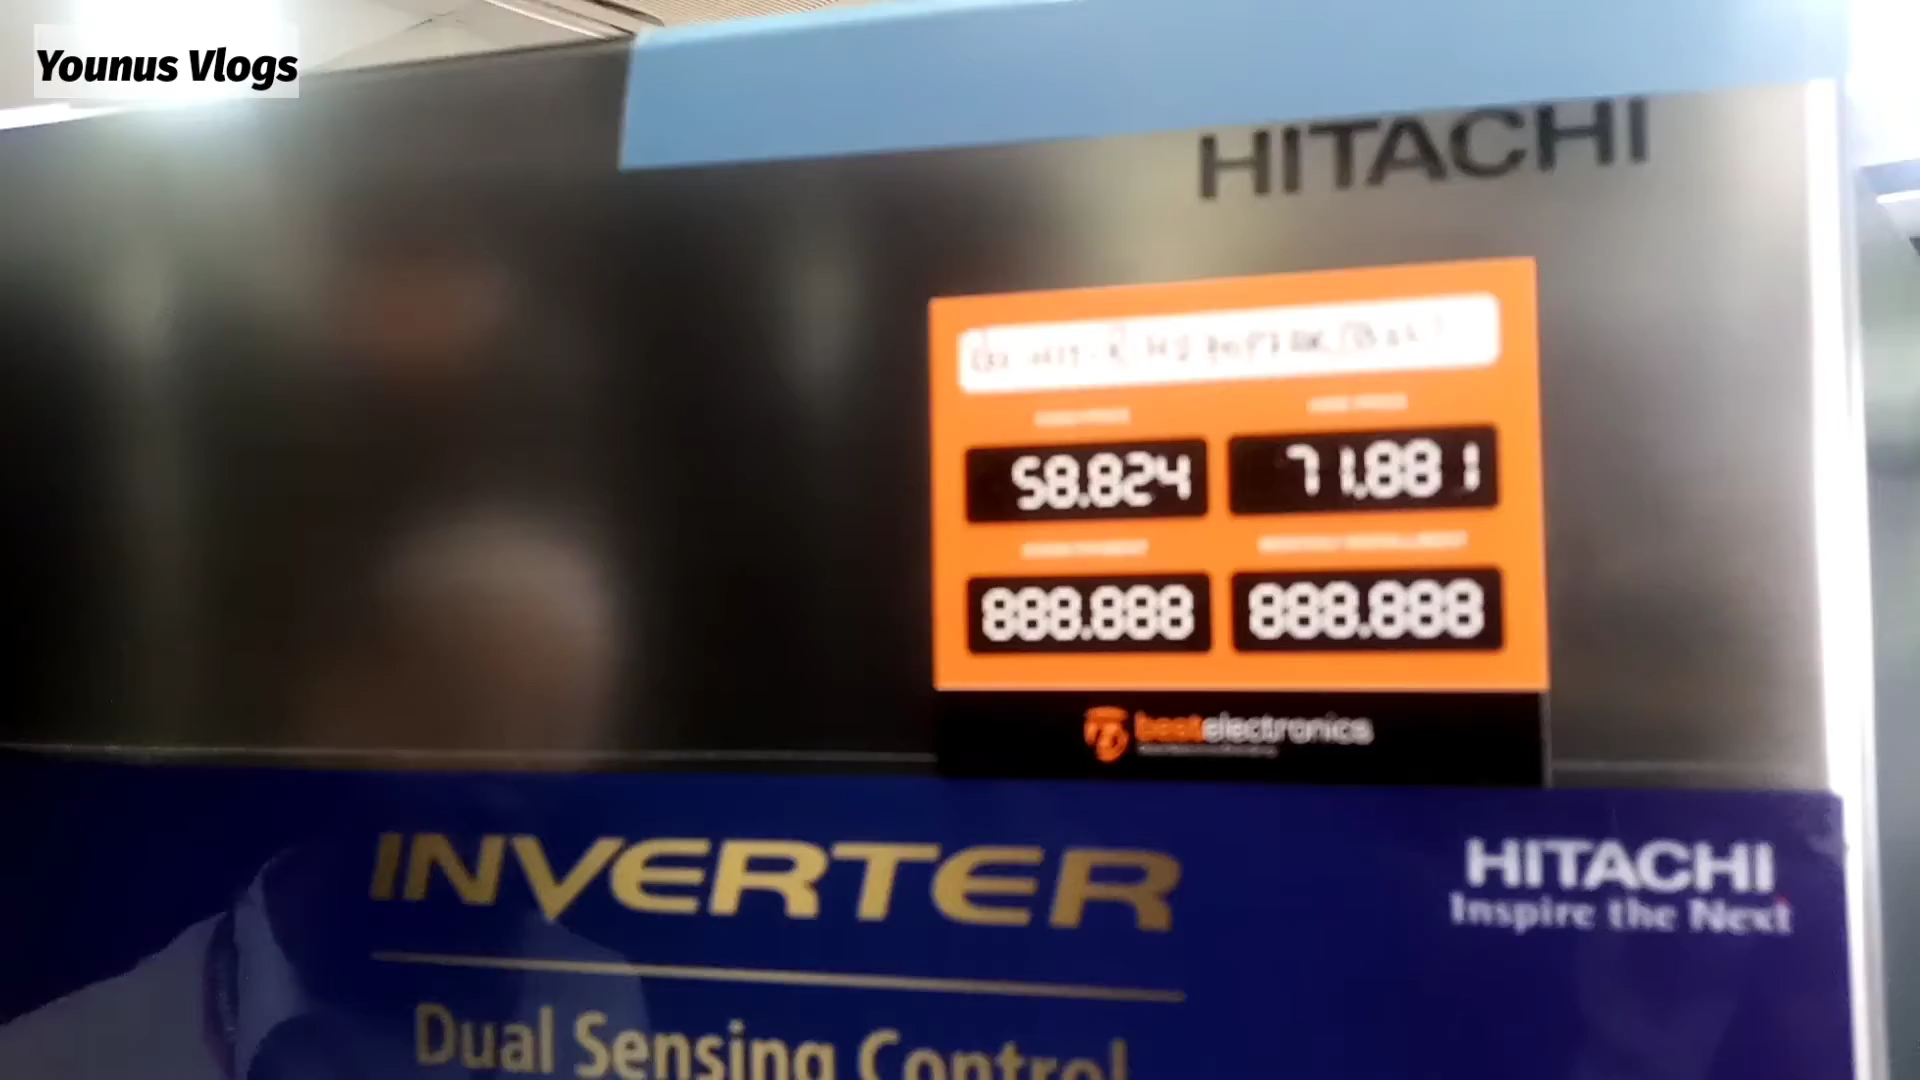 Younus Vlogs
HITACHI
58.824 71.881
888.888 888.888
bestelectronics
INVERTER
HITACHI
Inspire the Next
Dual Sensing Control